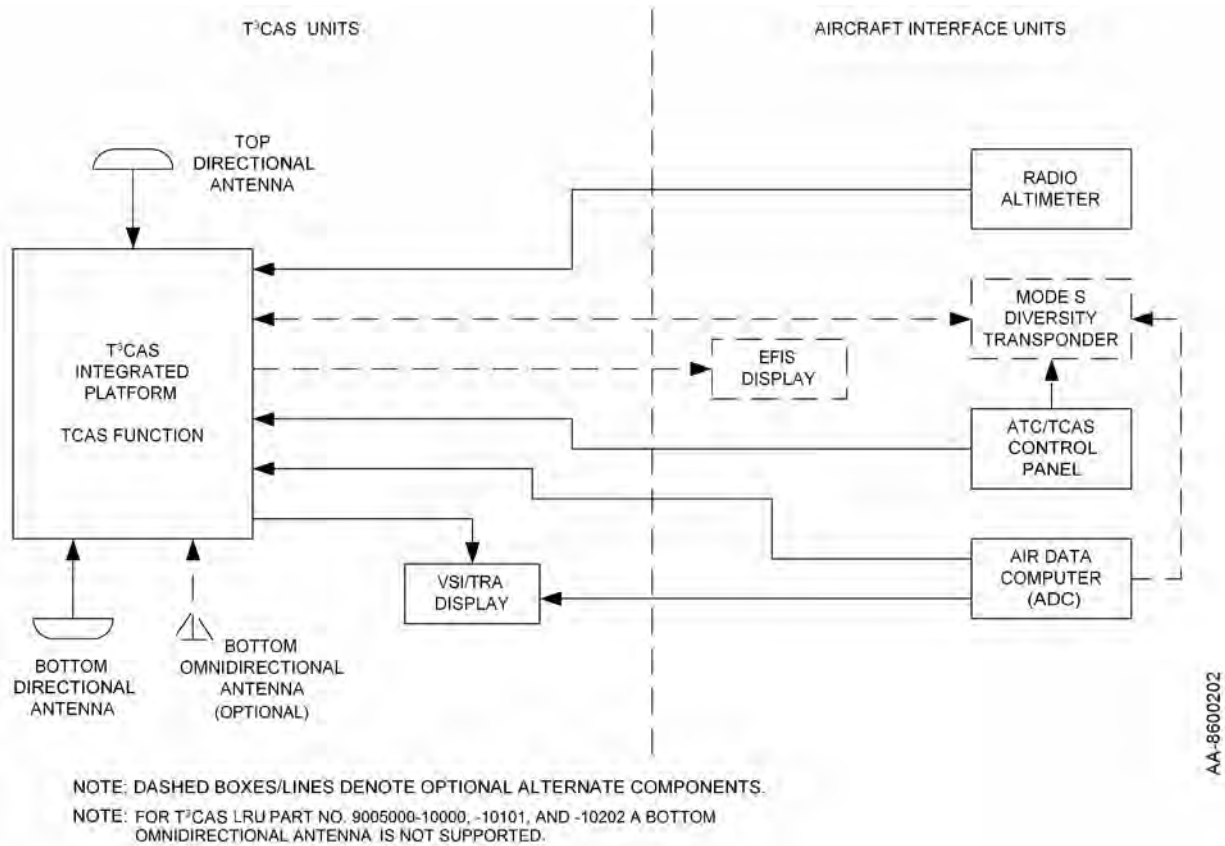 T³CAS UNITS
AIRCRAFT INTERFACE UNITS
TOP
DIRECTIONAL
ANTENNA
RADIO
ALTIMETER
MODE S
DIVERSITY
TRANSPONDER
T³CAS
INTEGRATED
PLATFORM
TCAS FUNCTION
EFIS
DISPLAY
ATC/TCAS
CONTROL
PANEL
VSI/TRA
DISPLAY
AIR DATA
COMPUTER
(ADC)
BOTTOM
DIRECTIONAL
ANTENNA
BOTTOM
OMNIDIRECTIONAL
ANTENNA
(OPTIONAL)
AA-8600202
NOTE: DASHED BOXES/LINES DENOTE OPTIONAL ALTERNATE COMPONENTS.
NOTE: FOR T³CAS LRU PART NO. 9005000-10000, -10101, AND -10202 A BOTTOM
OMNIDIRECTIONAL ANTENNA IS NOT SUPPORTED.